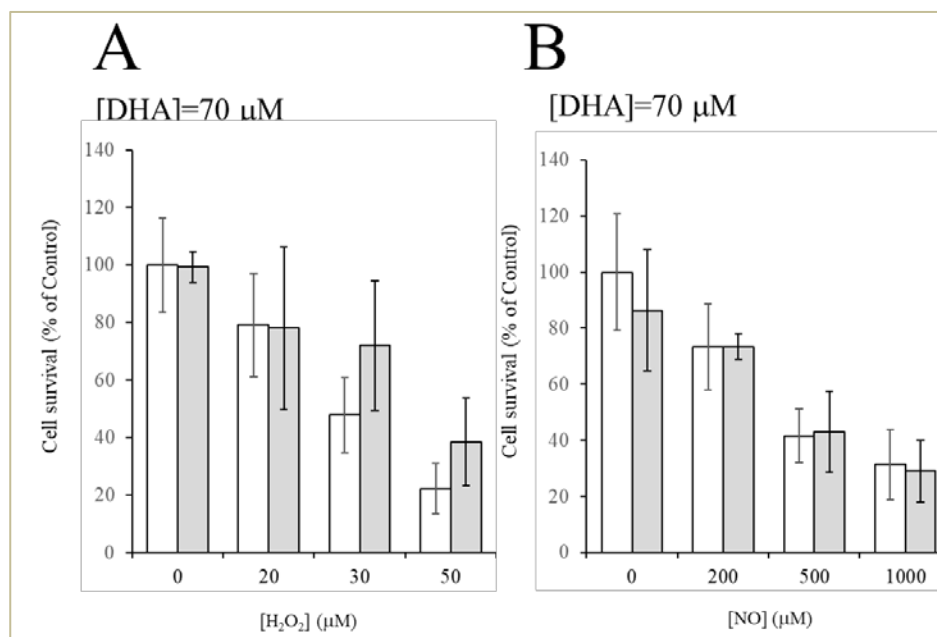 A
[DHA]=70 μM
Cell survival (% of Control)
140
120
100
80
60
40
20
0
0 20 30 50
[H₂O₂] (μM)
B
[DHA]=70 μM
Cell survival (% of Control)
140
120
100
80
60
40
20
0
0 200 500 1000
[NO] (μM)